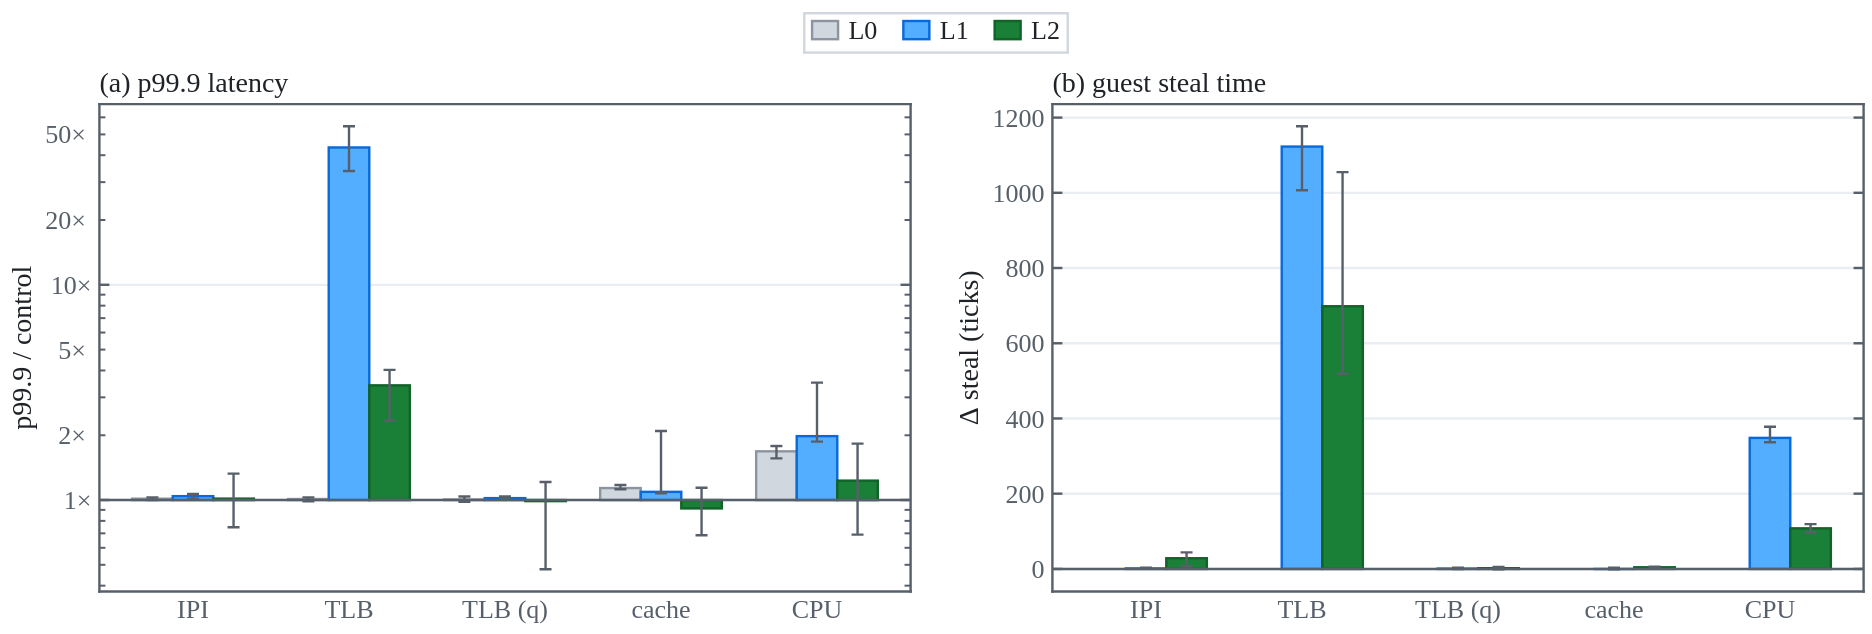 L0 L1 L2
(a) p99.9 latency
p99.9 / control
50×
20×
10×
5×
2×
1×
IPI TLB TLB (q) cache CPU
(b) guest steal time
Δ steal (ticks)
1200
1000
800
600
400
200
0
IPI TLB TLB (q) cache CPU